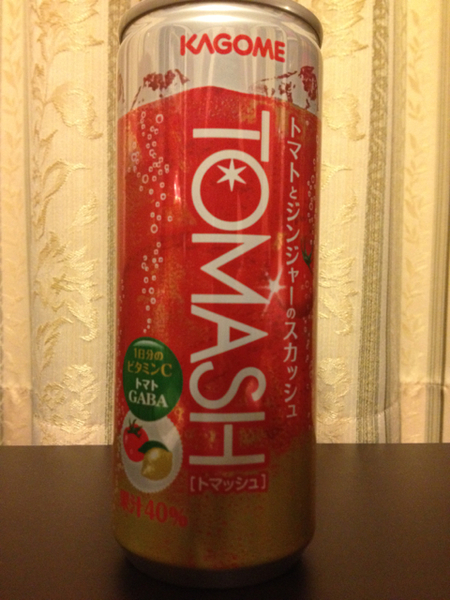 KAGOME
TOMASH
トマトとジンジャーのスカッシュ
1日分の
ビタミンC
トマト
GABA
[トマッシュ]
果汁40%